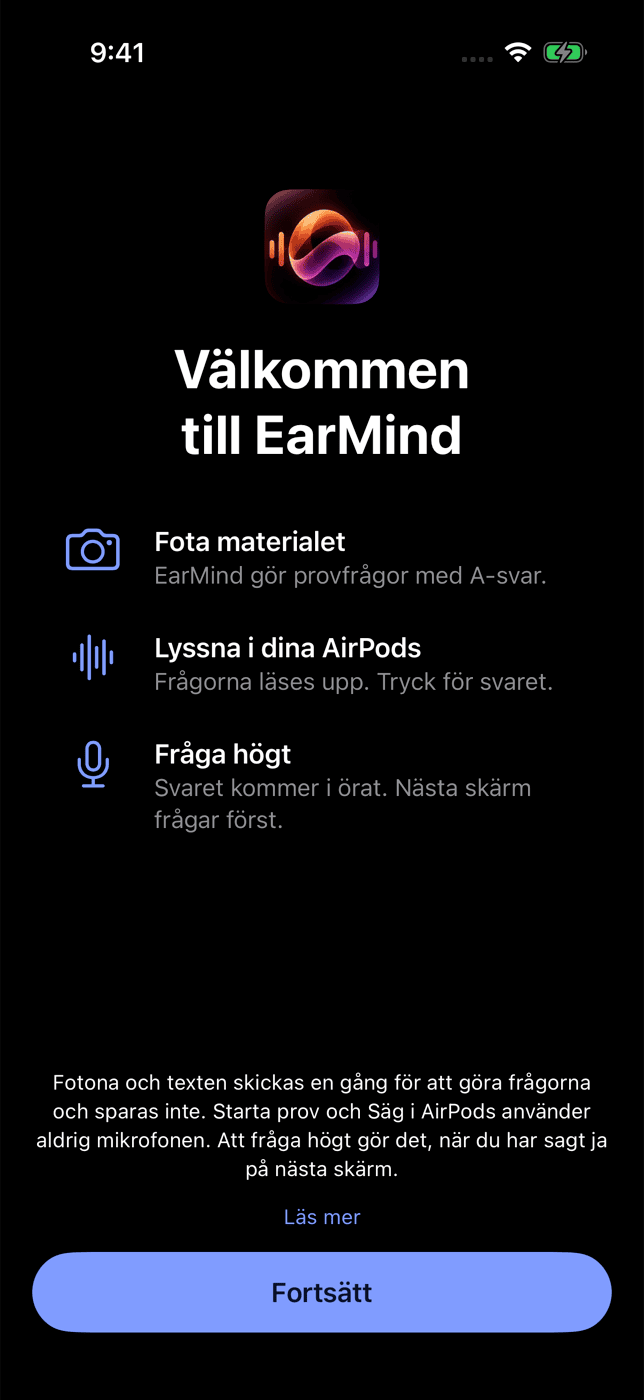 9:41
Välkommen
till EarMind
Fota materialet
EarMind gör provfrågor med A-svar.
Lyssna i dina AirPods
Frågorna läses upp. Tryck för svaret.
Fråga högt
Svaret kommer i örat. Nästa skärm
frågar först.
Fotona och texten skickas en gång för att göra frågorna
och sparas inte. Starta prov och Säg i AirPods använder
aldrig mikrofonen. Att fråga högt gör det, när du har sagt ja
på nästa skärm.
Läs mer
Fortsätt